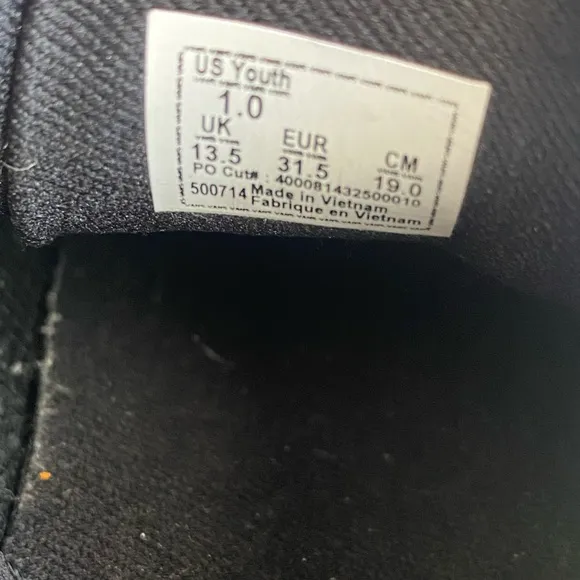 US Youth
1.0
UK EUR CM
13.5 31.5 19.0
PO Cut# : 400081432500010
500714 Made in Vietnam
Fabrique en Vietnam